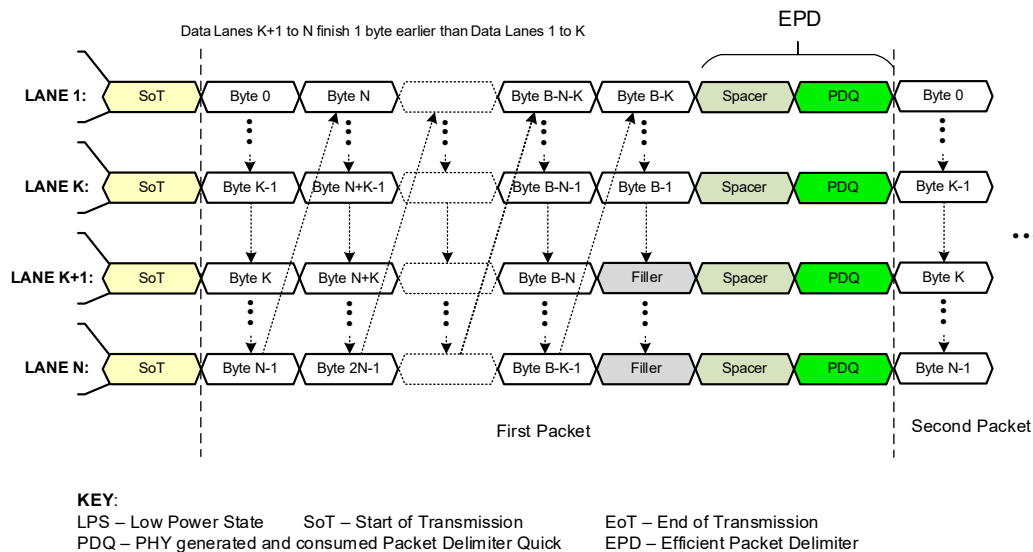 EPD
Data Lanes K+1 to N finish 1 byte earlier than Data Lanes 1 to K
LANE 1: SoT Byte 0 Byte N Byte B-N-K Byte B-K Spacer PDQ Byte 0
LANE K: SoT Byte K-1 Byte N+K-1 Byte B-N-1 Byte B-1 Spacer PDQ Byte K-1
LANE K+1: SoT Byte K Byte N+K Byte B-N Filler Spacer PDQ Byte K
LANE N: SoT Byte N-1 Byte 2N-1 Byte B-K-1 Filler Spacer PDQ Byte N-1
First Packet Second Packet
KEY:
LPS – Low Power State SoT – Start of Transmission EoT – End of Transmission
PDQ – PHY generated and consumed Packet Delimiter Quick EPD – Efficient Packet Delimiter